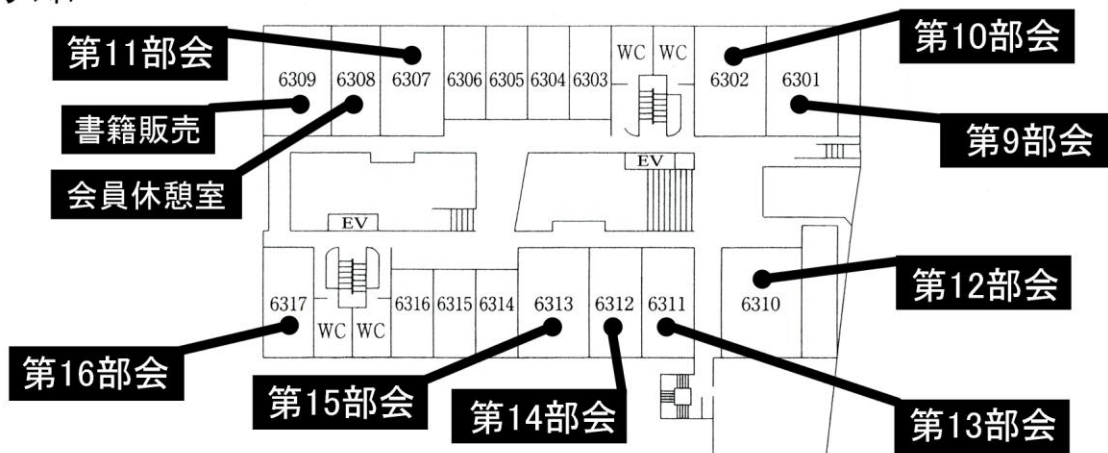 第11部会
第10部会
WC
WC
6309
6308
6307
6306
6305
6304
6303
6302
6301
書籍販売
第9部会
EV
会員休憩室
EV
第12部会
6317
WC
WC
6316
6315
6314
6313
6312
6311
6310
第16部会
第15部会
第14部会
第13部会